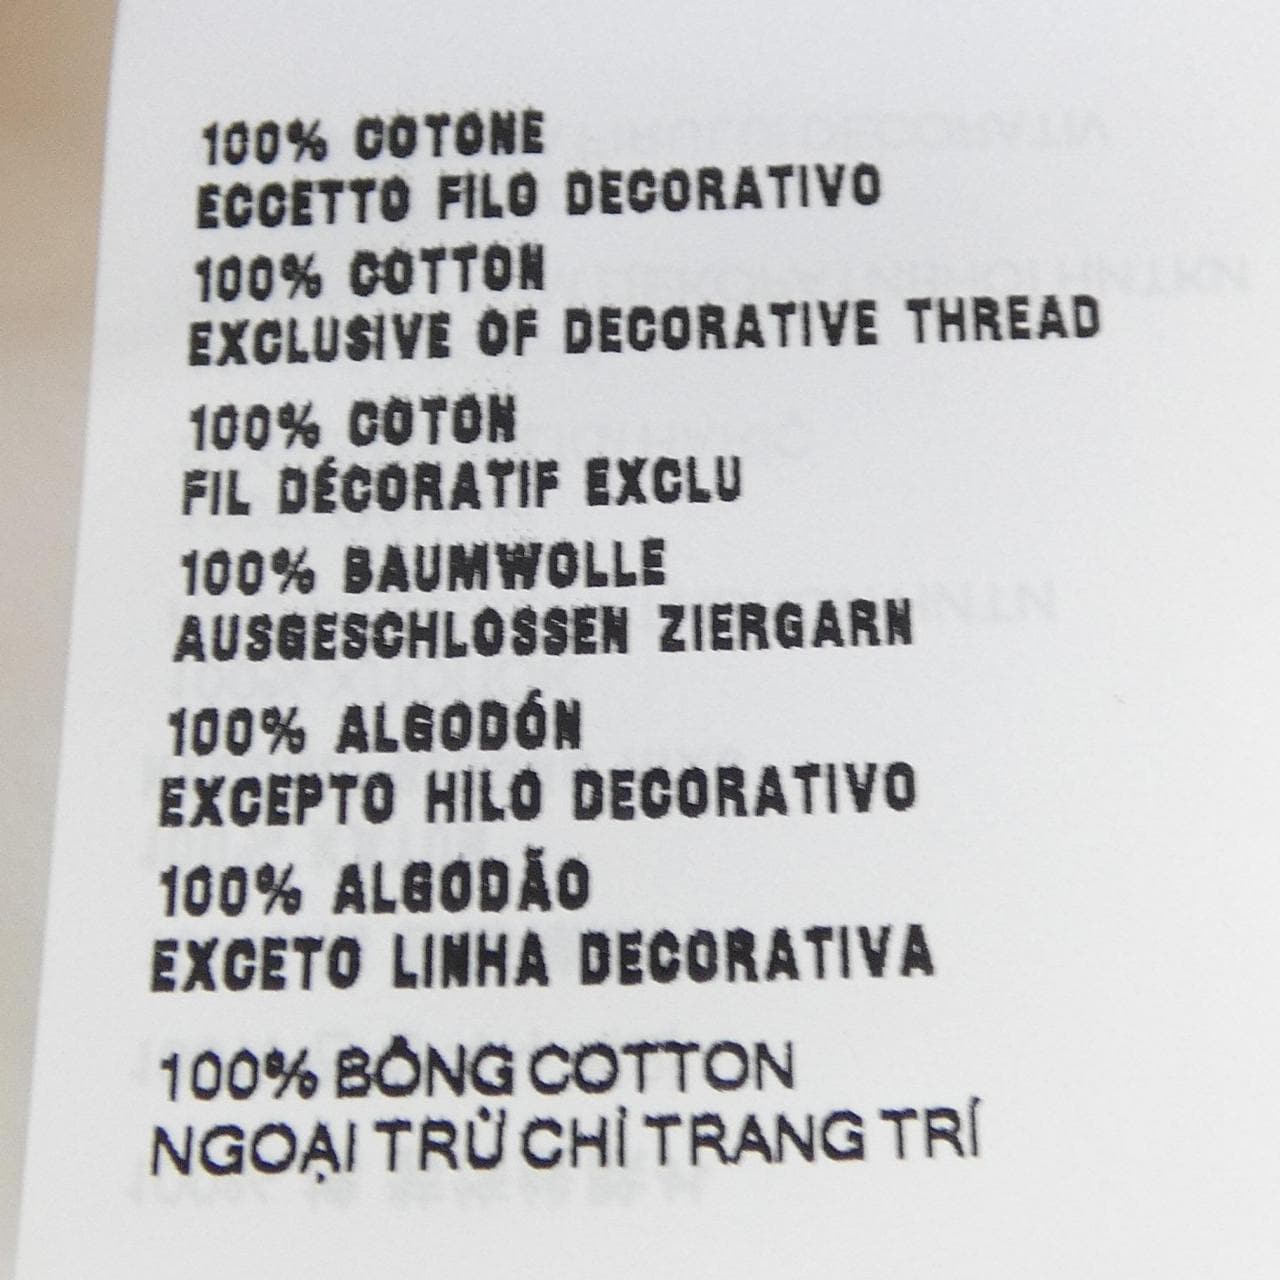 100% COTONE
ECCETTO FILO DECORATIVO
100% COTTON
EXCLUSIVE OF DECORATIVE THREAD
100% COTON
FIL DÉCORATIF EXCLU
100% BAUMWOLLE
AUSGESCHLOSSEN ZIERGARN
100% ALGODÓN
EXCEPTO HILO DECORATIVO
100% ALGODÃO
EXCETO LINHA DECORATIVA
100% BÔNG COTTON
NGOẠI TRỪ CHỈ TRANG TRÍ